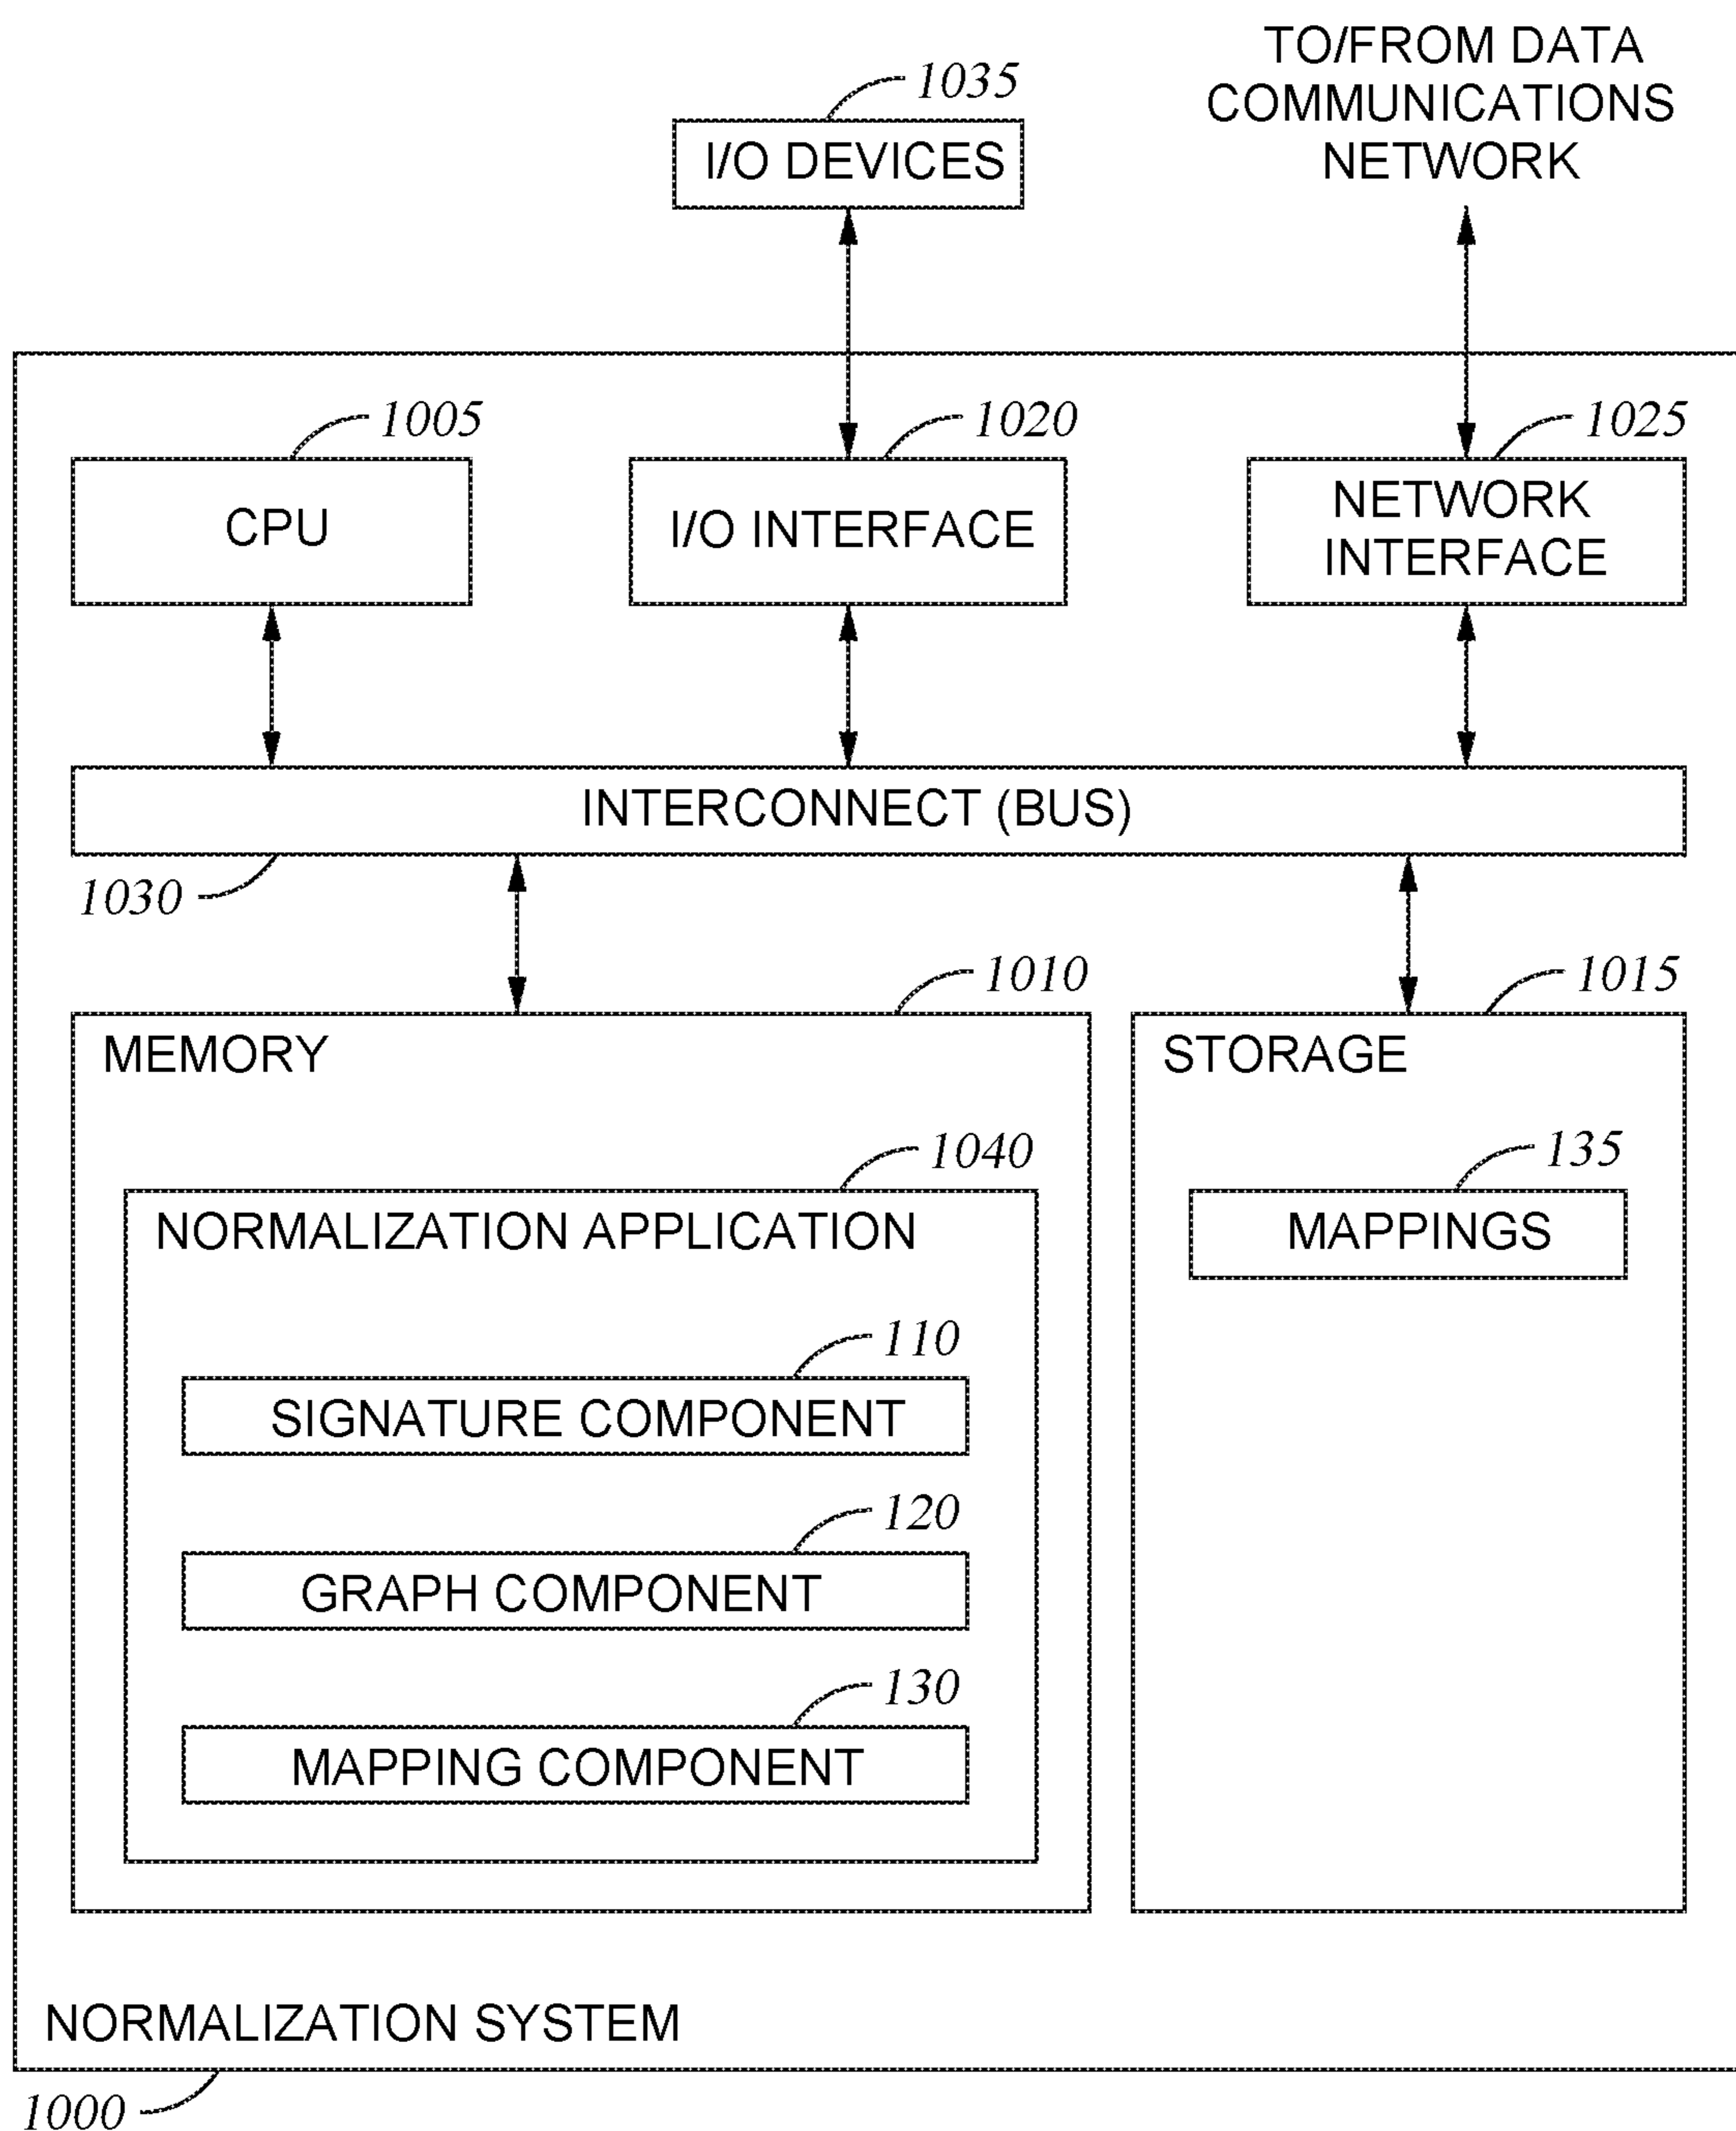 TO/FROM DATA
COMMUNICATIONS
NETWORK
1035
I/O DEVICES
1005
1020
1025
CPU
I/O INTERFACE
NETWORK
INTERFACE
INTERCONNECT (BUS)
1030
1010
1015
MEMORY
STORAGE
1040
135
NORMALIZATION APPLICATION
MAPPINGS
110
SIGNATURE COMPONENT
120
GRAPH COMPONENT
130
MAPPING COMPONENT
NORMALIZATION SYSTEM
1000